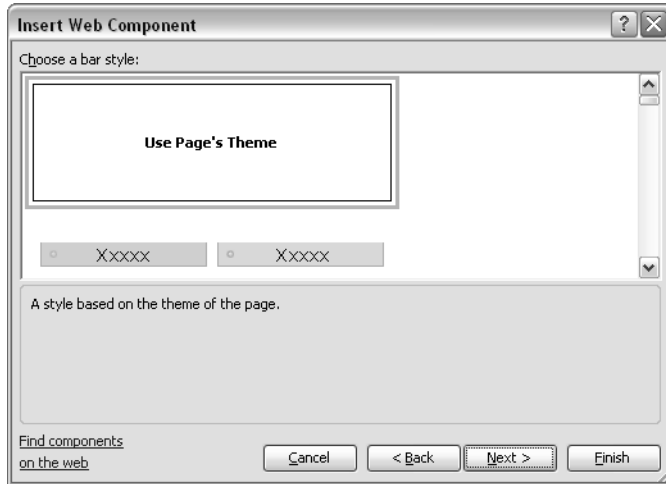 Insert Web Component
Choose a bar style:
Use Page's Theme
Xxxxx Xxxxx
A style based on the theme of the page.
Find components
on the web
Cancel < Back Next > Finish